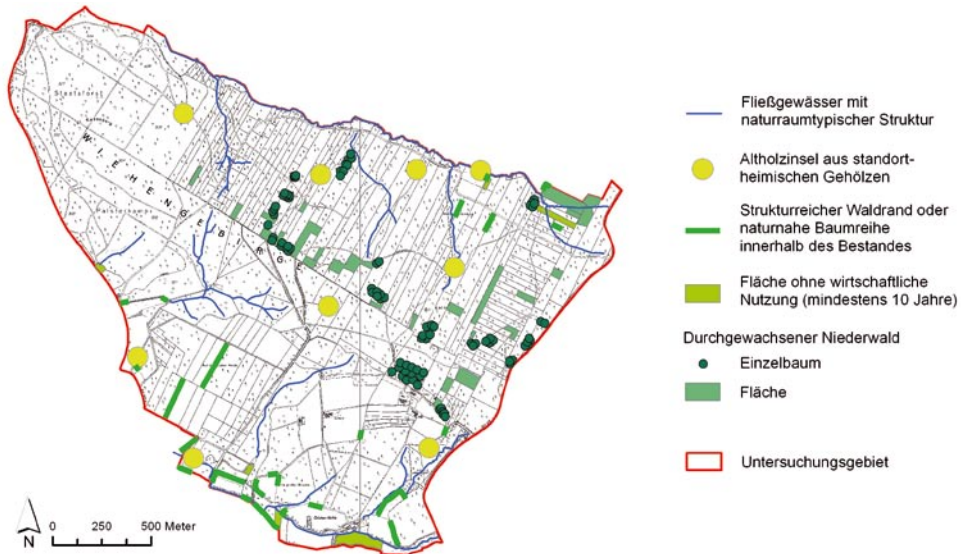 Staatsforst
WIEHENGEBIRGE
Fließgewässer mit
naturraumtypischer Struktur
Altholzinsel aus standort-
heimischen Gehölzen
Strukturreicher Waldrand oder
naturnahe Baumreihe
innerhalb des Bestandes
Fläche ohne wirtschaftliche
Nutzung (mindestens 10 Jahre)
Durchgewachsener Niederwald
Einzelbaum
Fläche
Untersuchungsgebiet
N
0 250 500 Meter